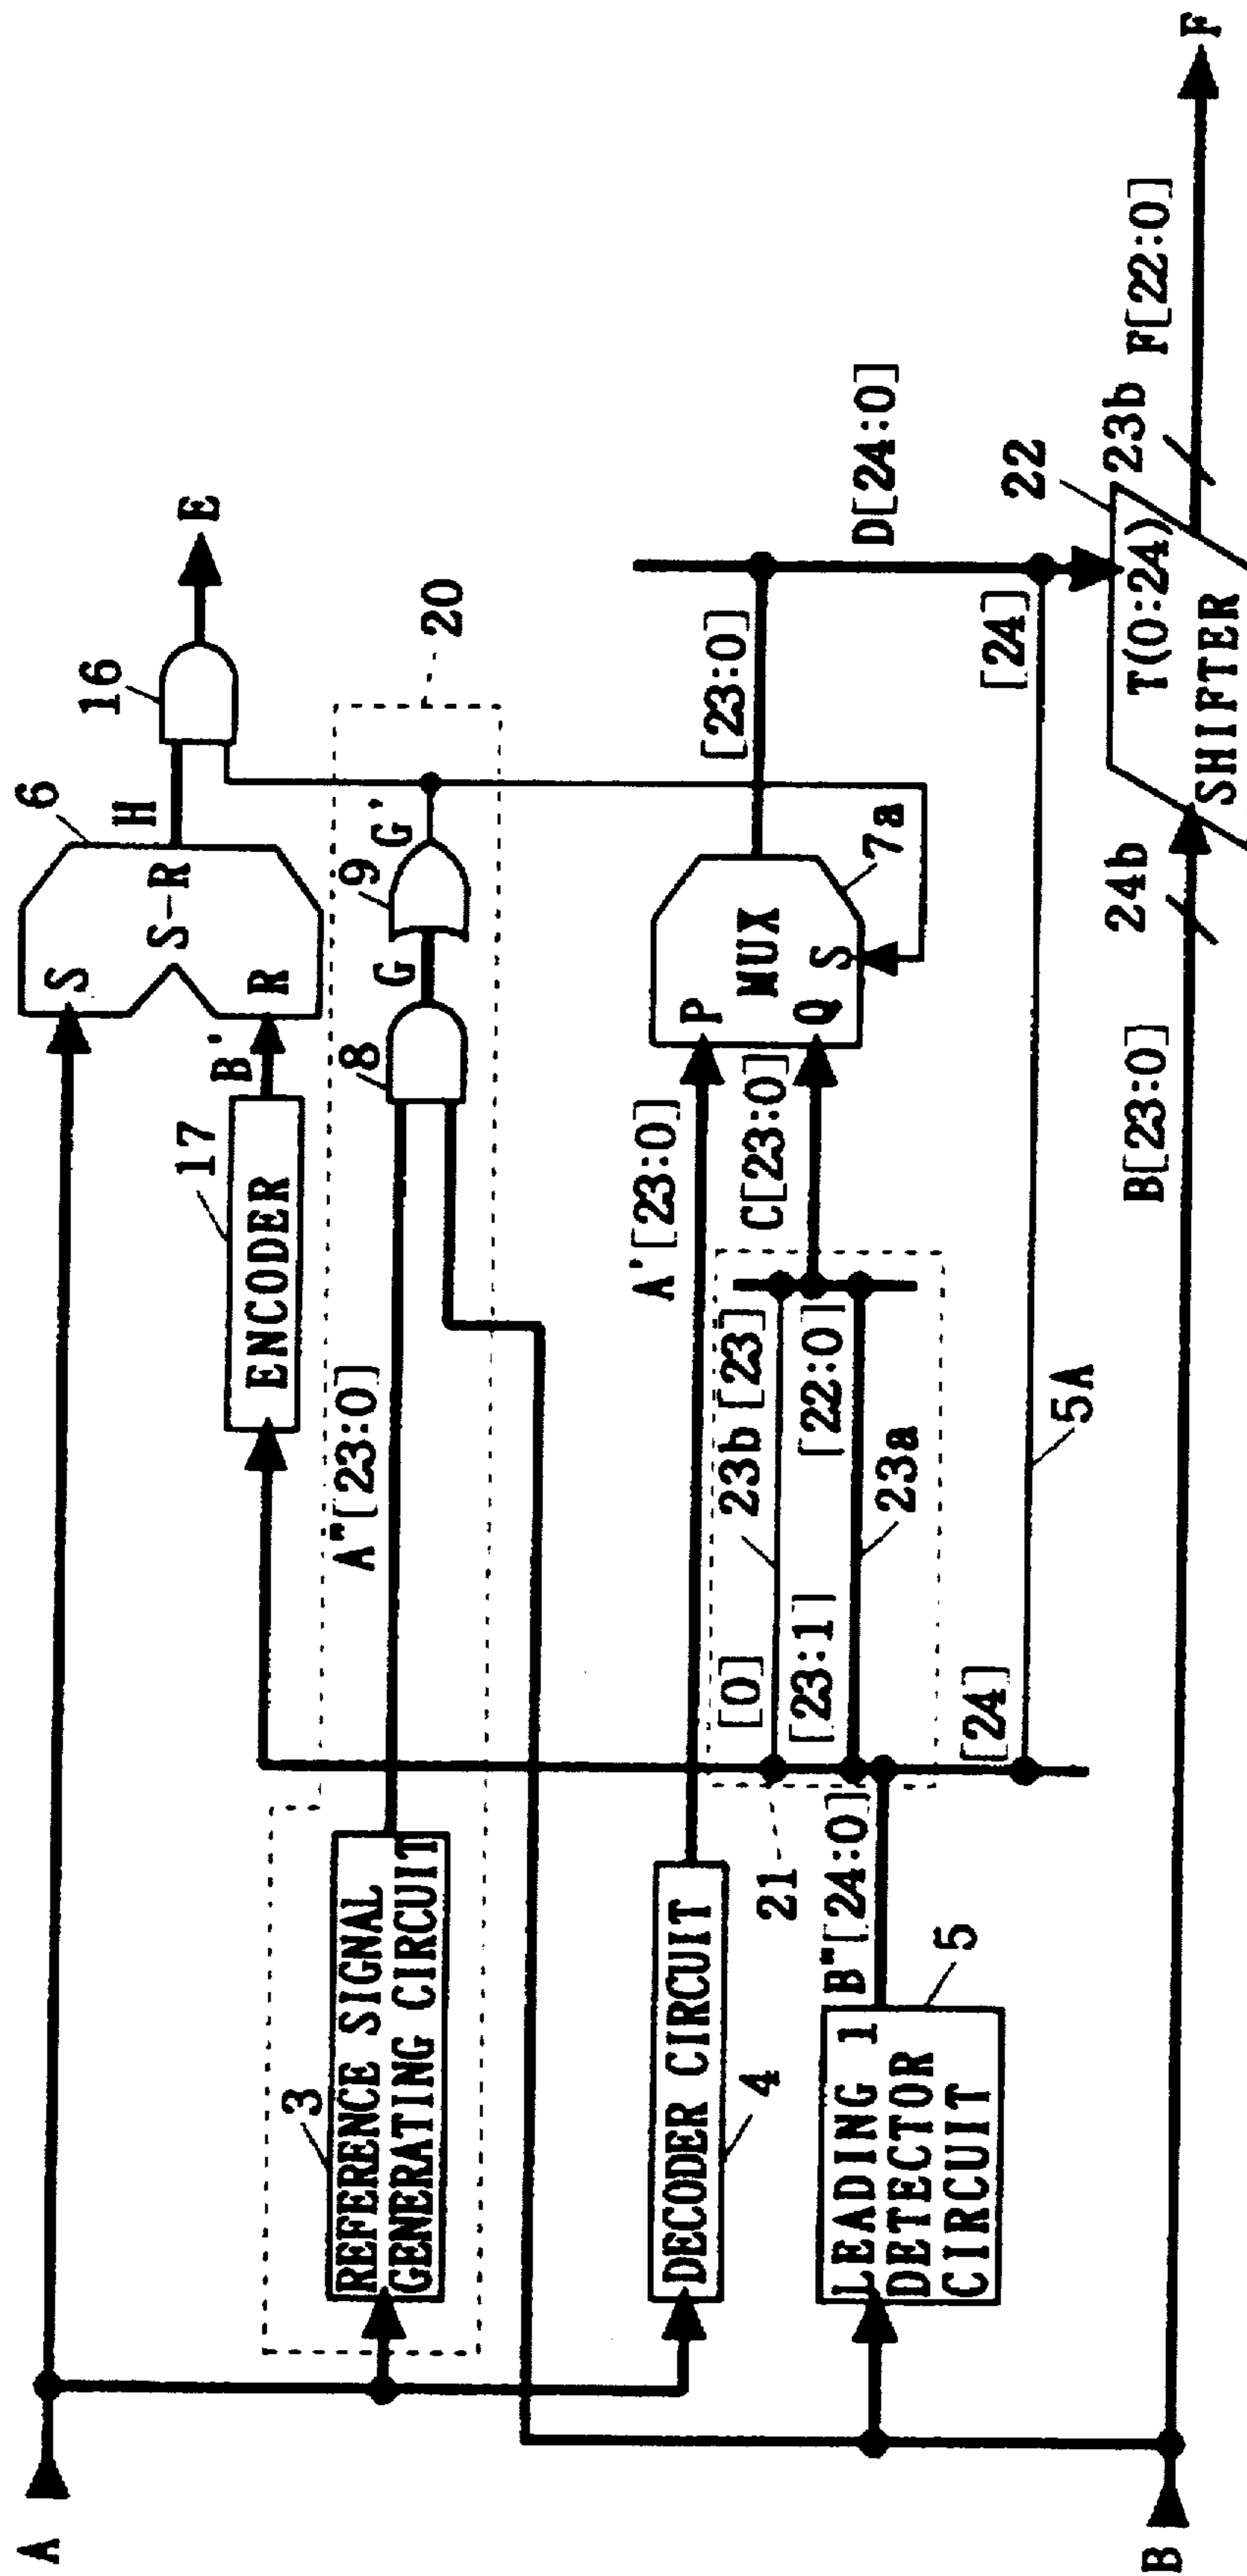 A
S
S-R
R
6
H
16
E
B'
17
ENCODER
20
A"[23:0]
8
G
9
G'
3
REFERENCE SIGNAL
GENERATING CIRCUIT
DECODER CIRCUIT
4
A'[23:0]
P
MUX
Q
S
7a
C[23:0]
[23:0]
D[24:0]
21
[0]
23b
[23]
[23:1]
[22:0]
23a
B"[24:0]
LEADING 1
DETECTOR
CIRCUIT
5
[24]
5A
[24]
22
T(0:24)
SHIFTER
B
B[23:0]
24b
23b
F[22:0]
F